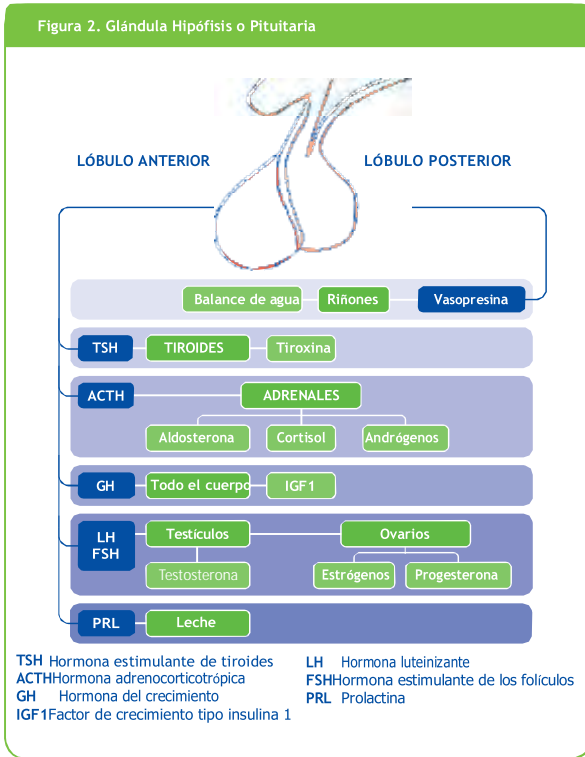 Figura 2. Glándula Hipófisis o Pituitaria
LÓBULO ANTERIOR LÓBULO POSTERIOR
Balance de agua Riñones Vasopresina
TSH TIROIDES Tiroxina
ACTH ADRENALES
Aldosterona Cortisol Andrógenos
GH Todo el cuerpo IGF1
LH FSH Testículos Ovarios
Testosterona Estrógenos Progesterona
PRL Leche
TSH Hormona estimulante de tiroides
ACTHHormona adrenocorticotrópica
GH Hormona del crecimiento
IGF1Factor de crecimiento tipo insulina 1
LH Hormona luteinizante
FSHHormona estimulante de los folículos
PRL Prolactina